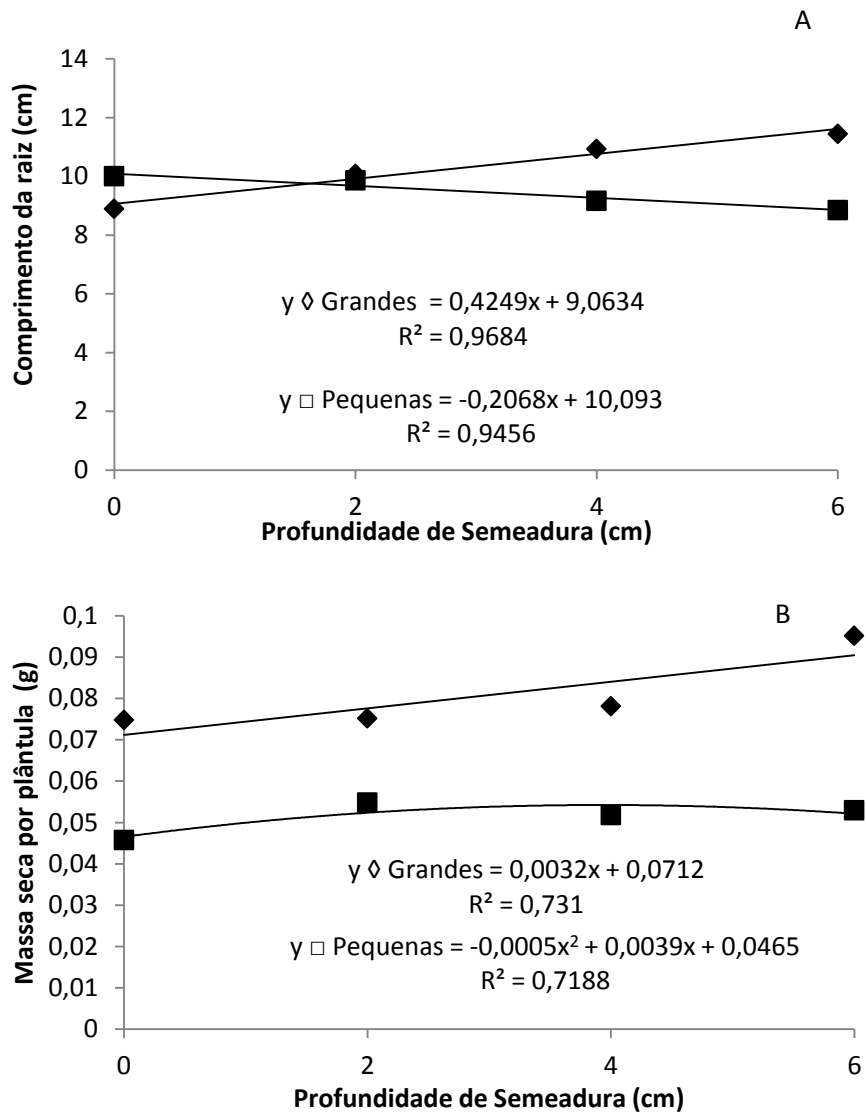 A
Comprimento da raiz (cm)
14
12
10
8
6
4
2
0
y ◊ Grandes = 0,4249x + 9,0634
R² = 0,9684
y □ Pequenas = -0,2068x + 10,093
R² = 0,9456
0 2 4 6
Profundidade de Semeadura (cm)
B
Massa seca por plântula (g)
0,1
0,09
0,08
0,07
0,06
0,05
0,04
0,03
0,02
0,01
0
y ◊ Grandes = 0,0032x + 0,0712
R² = 0,731
y □ Pequenas = -0,0005x² + 0,0039x + 0,0465
R² = 0,7188
0 2 4 6
Profundidade de Semeadura (cm)